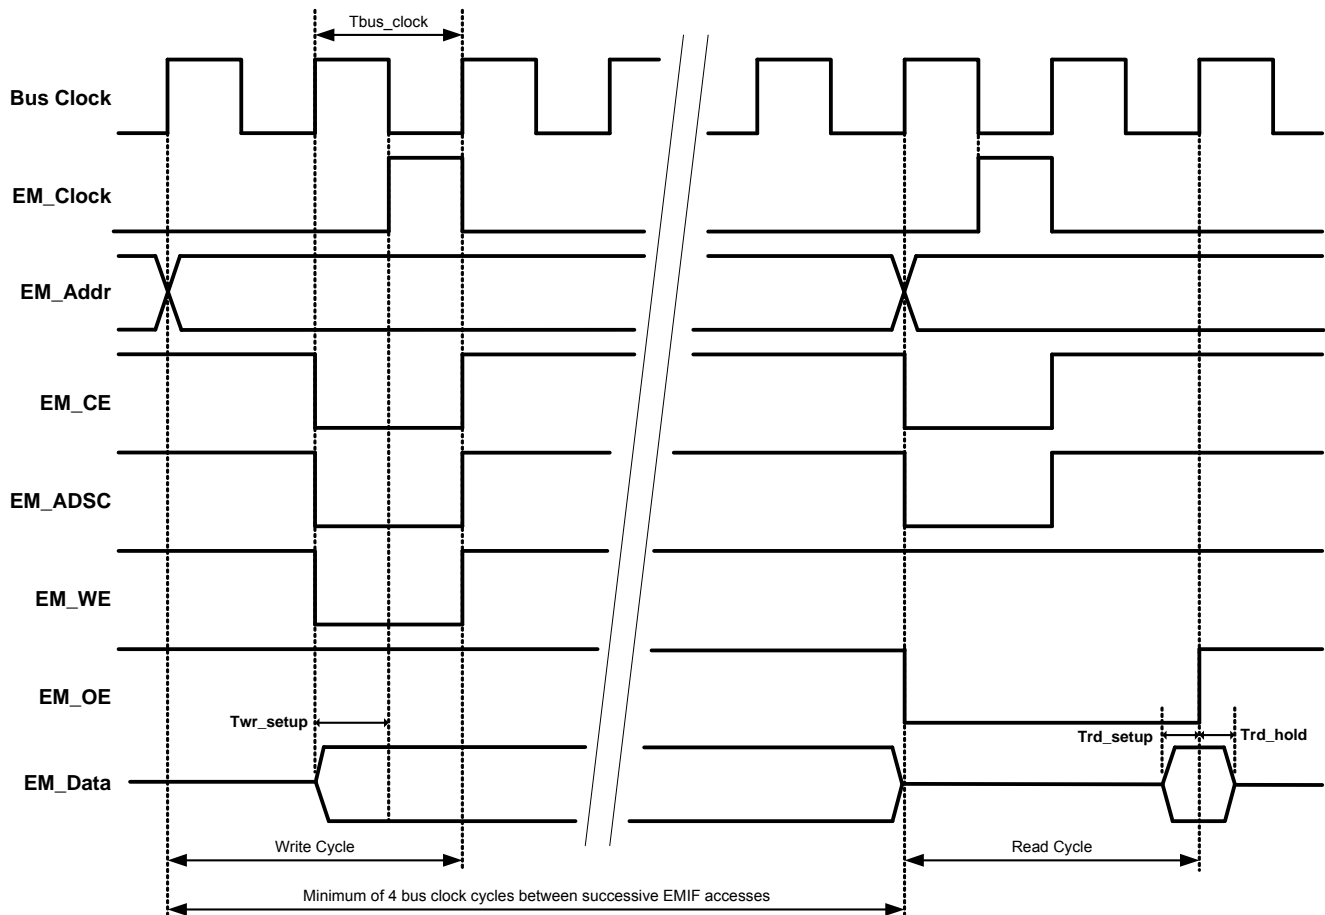 Tbus_clock
Bus Clock
EM_Clock
EM_Addr
EM_CE
EM_ADSC
EM_WE
EM_OE
Twr_setup
Trd_setup
Trd_hold
EM_Data
Write Cycle
Read Cycle
Minimum of 4 bus clock cycles between successive EMIF accesses